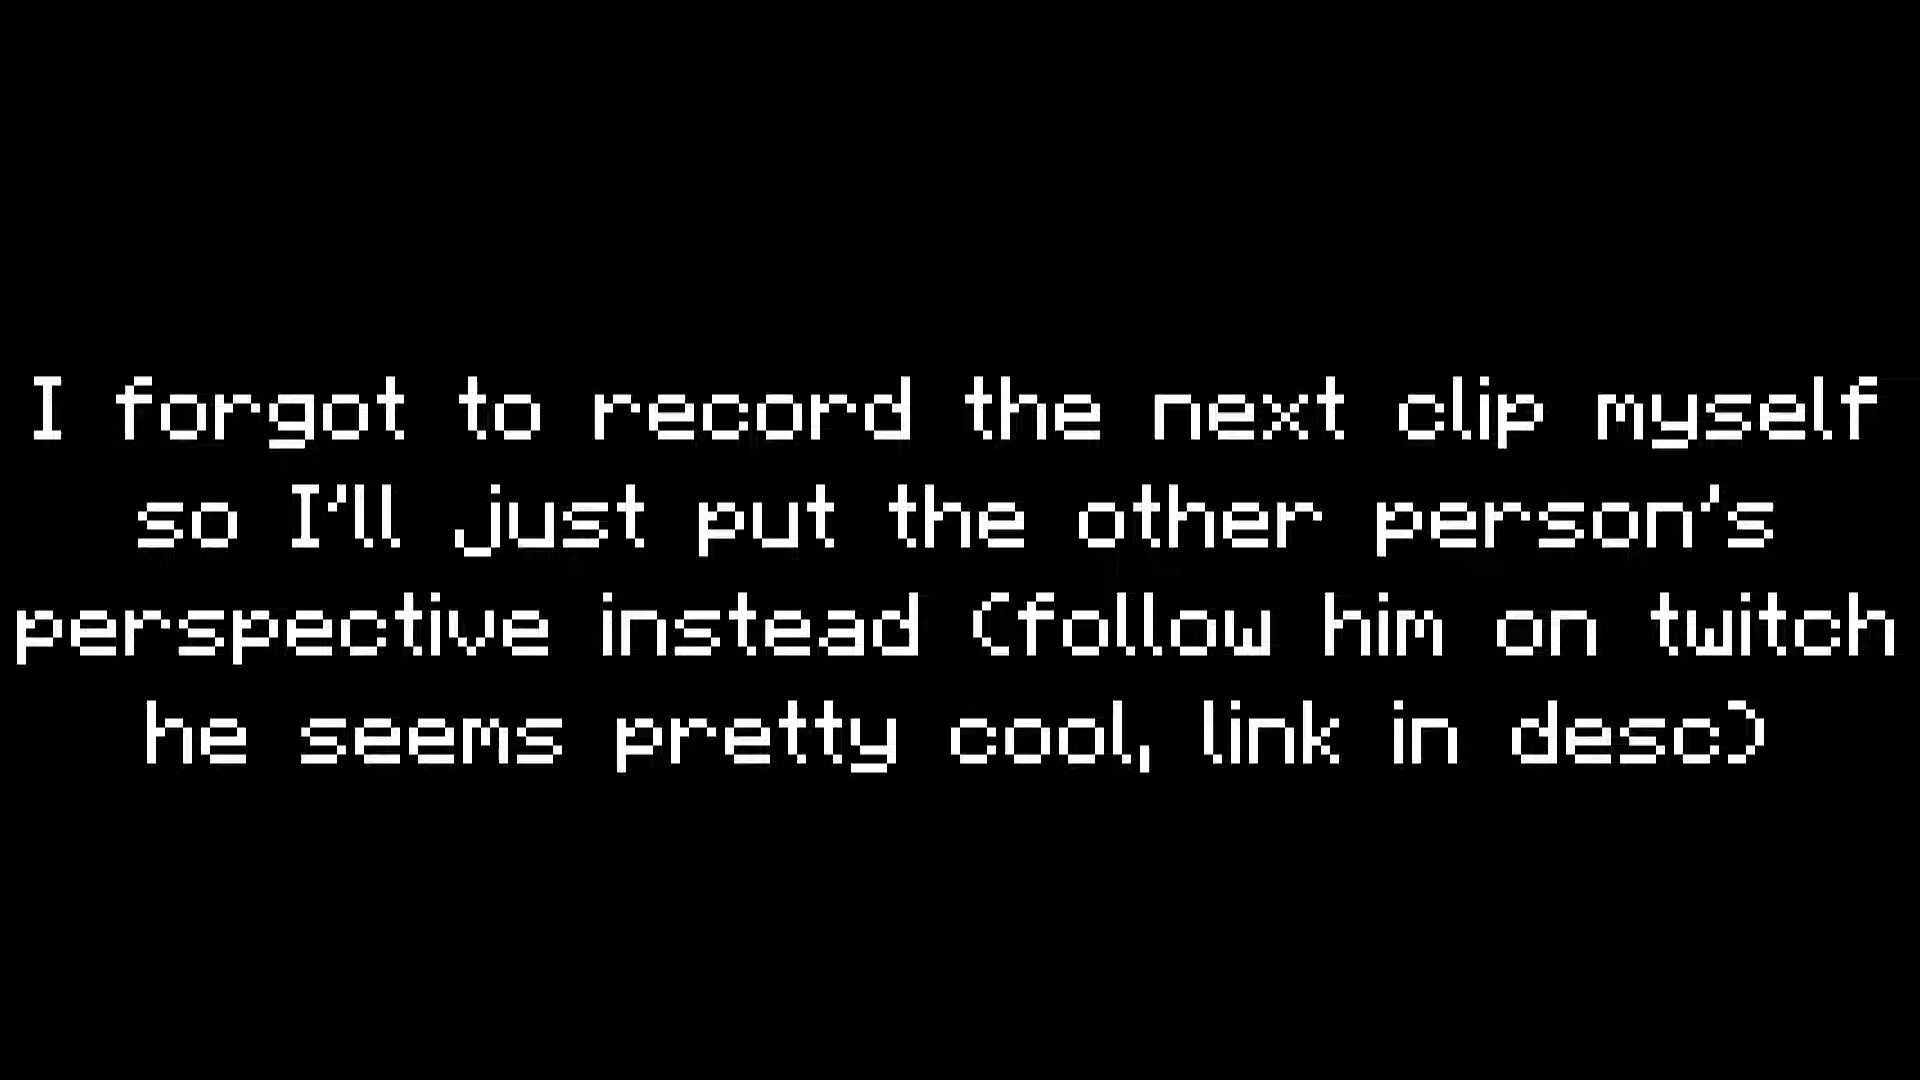 I forgot to record the next clip myself
so I'll just put the other person's
perspective instead (follow him on twitch
he seems pretty cool, link in desc)